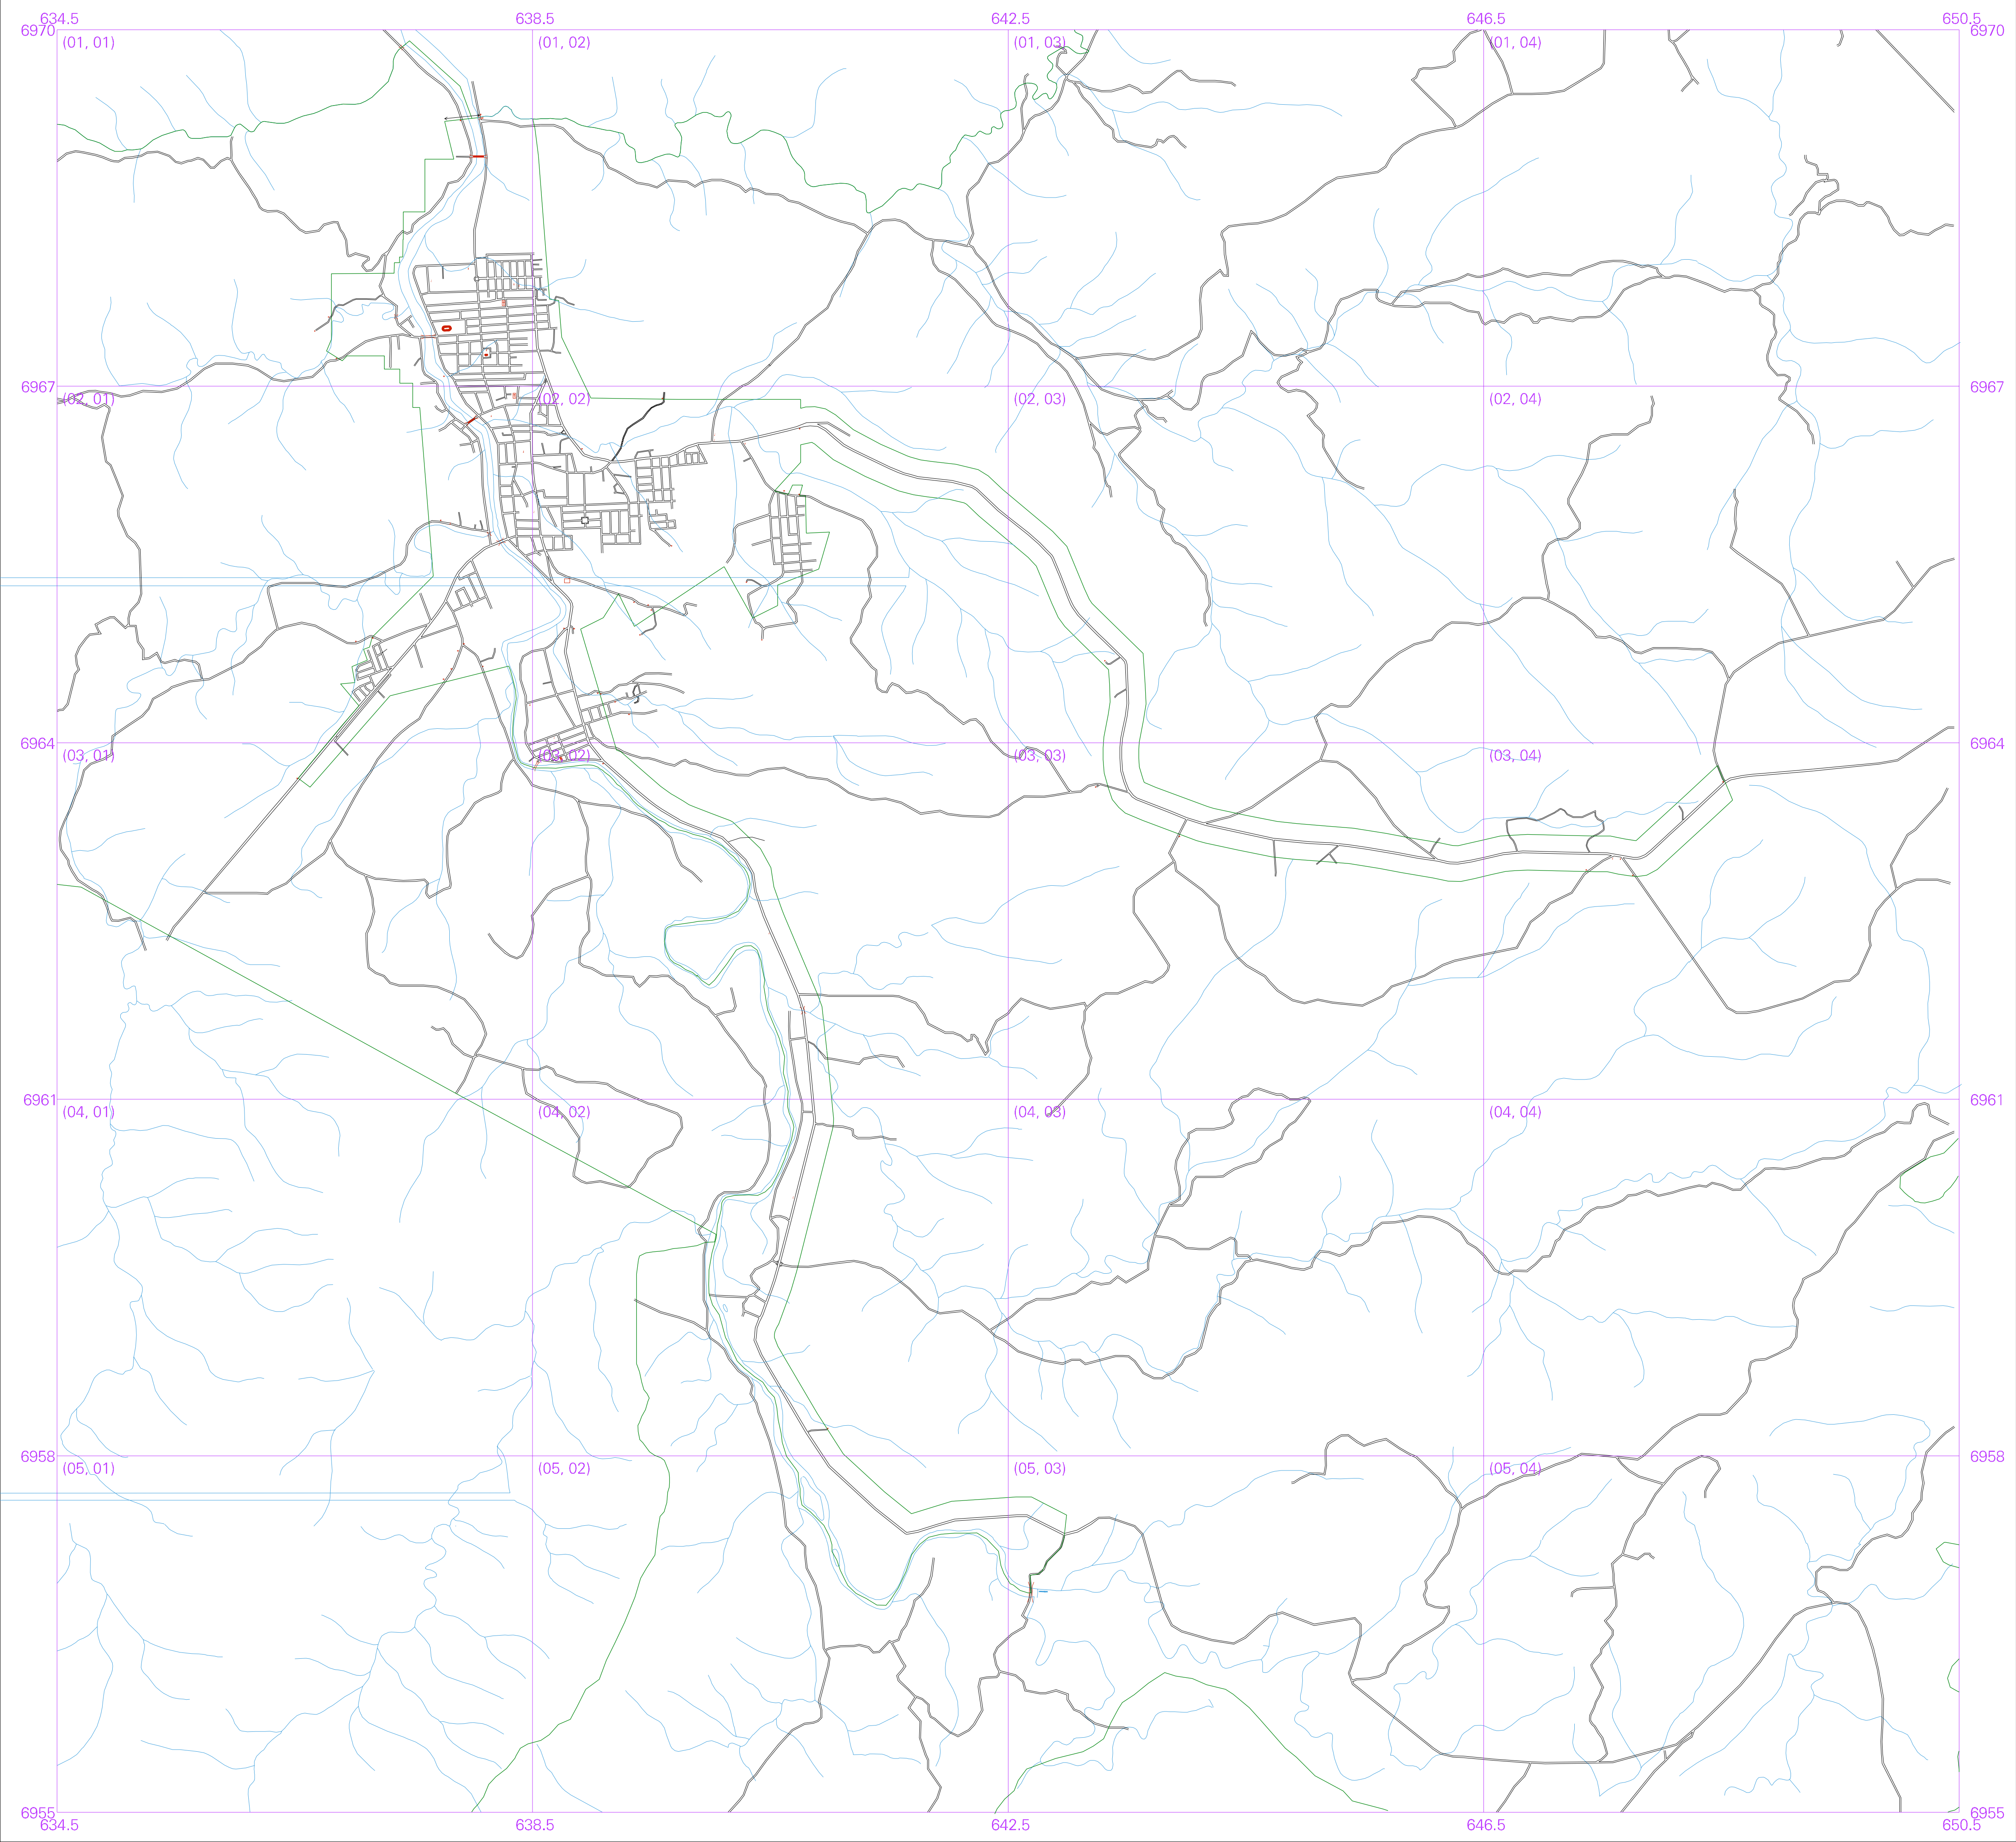 634.5 638.5 642.5 646.5 650.5
6970 6970
(01, 01) (01, 02) (01, 03) (01, 04)
6967 6967
(02, 01) (02, 02) (02, 03) (02, 04)
6964 6964
(03, 01) (03, 02) (03, 03) (03, 04)
6961 6961
(04, 01) (04, 02) (04, 03) (04, 04)
6958 6958
(05, 01) (05, 02) (05, 03) (05, 04)
6955 6955
634.5 638.5 642.5 646.5 650.5